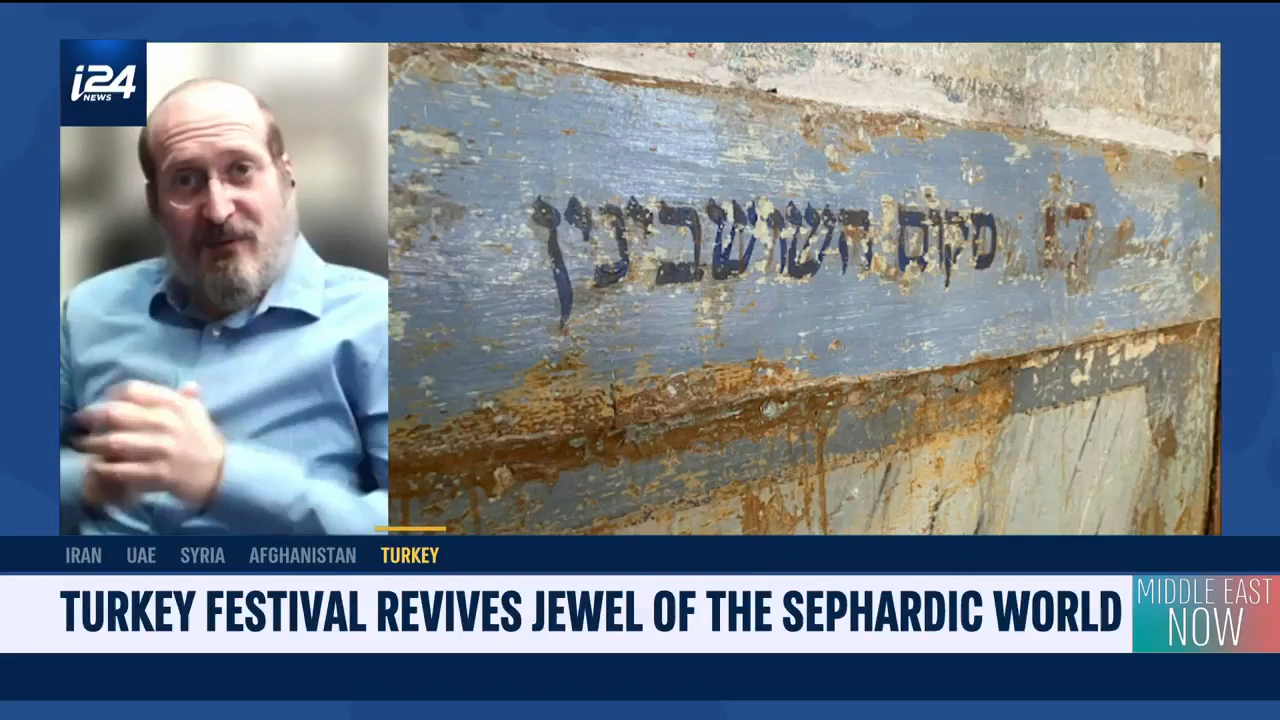 i24
NEWS
מקום השושבינין
IRAN UAE SYRIA AFGHANISTAN TURKEY
TURKEY FESTIVAL REVIVES JEWEL OF THE SEPHARDIC WORLD
MIDDLE EAST
NOW